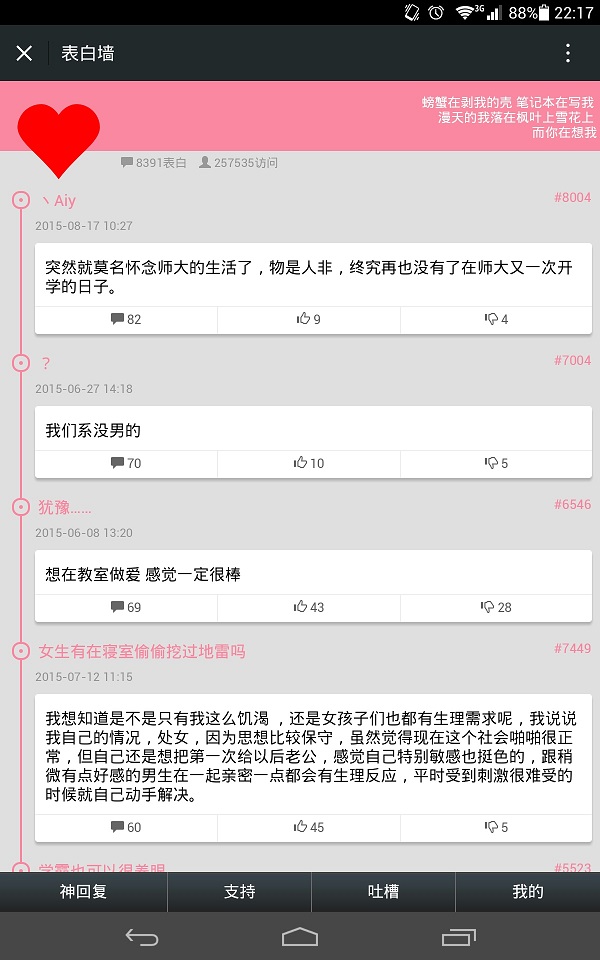 3G 88% 22:17
表白墙
螃蟹在剥我的壳 笔记本在写我
漫天的我落在枫叶上雪花上
而你在想我
8391表白 257535访问
丶Aiy #8004
2015-08-17 10:27
突然就莫名怀念师大的生活了，物是人非，终究再也没有了在师大又一次开
学的日子。
82 9 4
？ #7004
2015-06-27 14:18
我们系没男的
70 10 5
犹豫…… #6546
2015-06-08 13:20
想在教室做爱 感觉一定很棒
69 43 28
女生有在寝室偷偷挖过地雷吗 #7449
2015-07-12 11:15
我想知道是不是只有我这么饥渴 ，还是女孩子们也都有生理需求呢，我说说
我自己的情况，处女，因为思想比较保守，虽然觉得现在这个社会啪啪很正
常，但自己还是想把第一次给以后老公，感觉自己特别敏感也挺色的，跟稍
微有点好感的男生在一起亲密一点都会有生理反应，平时受到刺激很难受的
时候就自己动手解决。
60 45 5
学霸也可以很养眼 #5523
神回复 支持 吐槽 我的